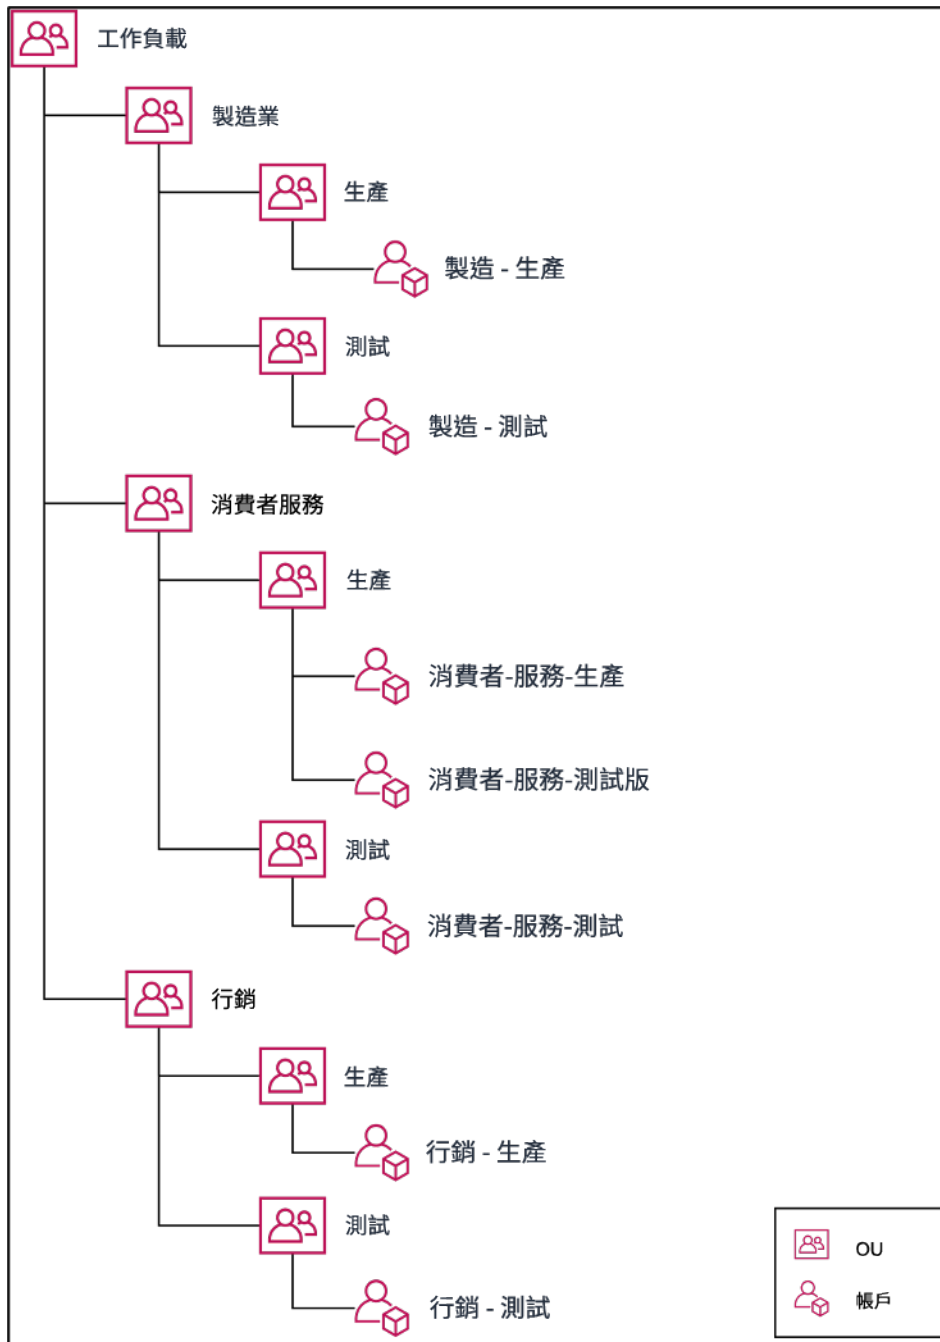 工作負載
製造業
生產
製造 - 生產
測試
製造 - 測試
消費者服務
生產
消費者-服務-生產
消費者-服務-測試版
測試
消費者-服務-測試
行銷
生產
行銷 - 生產
測試
行銷 - 測試
OU
帳戶